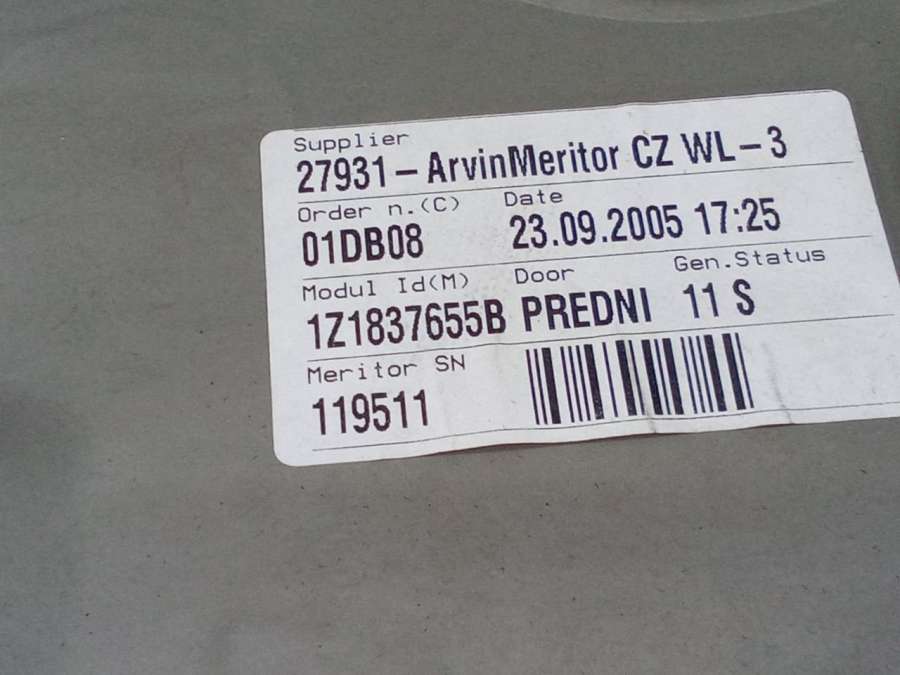 Supplier
27931-ArvinMeritor CZ WL-3
Order n.(C) Date
01DB08 23.09.2005 17:25
Modul Id(M) Door Gen.Status
1Z1837655B PREDNI 11 S
Meritor SN
119511